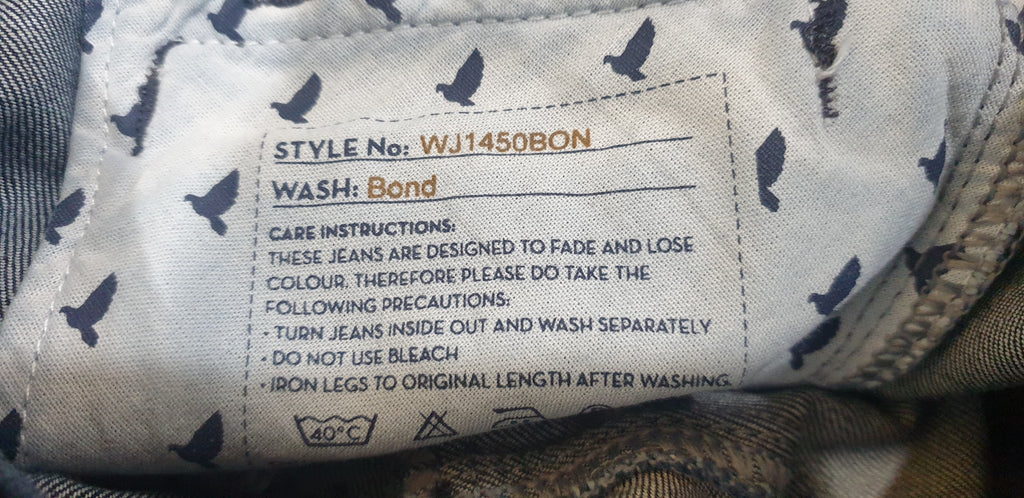 STYLE No: WJ1450BON
WASH: Bond
CARE INSTRUCTIONS:
THESE JEANS ARE DESIGNED TO FADE AND LOSE
COLOUR, THEREFORE PLEASE DO TAKE THE
FOLLOWING PRECAUTIONS:
• TURN JEANS INSIDE OUT AND WASH SEPARATELY
• DO NOT USE BLEACH
• IRON LEGS TO ORIGINAL LENGTH AFTER WASHING.
40°C